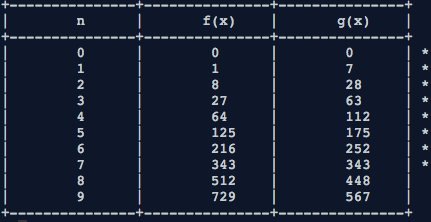 +---------------+---------------+---------------+
| n | f(x) | g(x) |
+---------------+---------------+---------------+
| 0 | 0 | 0 | *
| 1 | 1 | 7 | *
| 2 | 8 | 28 | *
| 3 | 27 | 63 | *
| 4 | 64 | 112 | *
| 5 | 125 | 175 | *
| 6 | 216 | 252 | *
| 7 | 343 | 343 | *
| 8 | 512 | 448 |
| 9 | 729 | 567 |
+---------------+---------------+---------------+